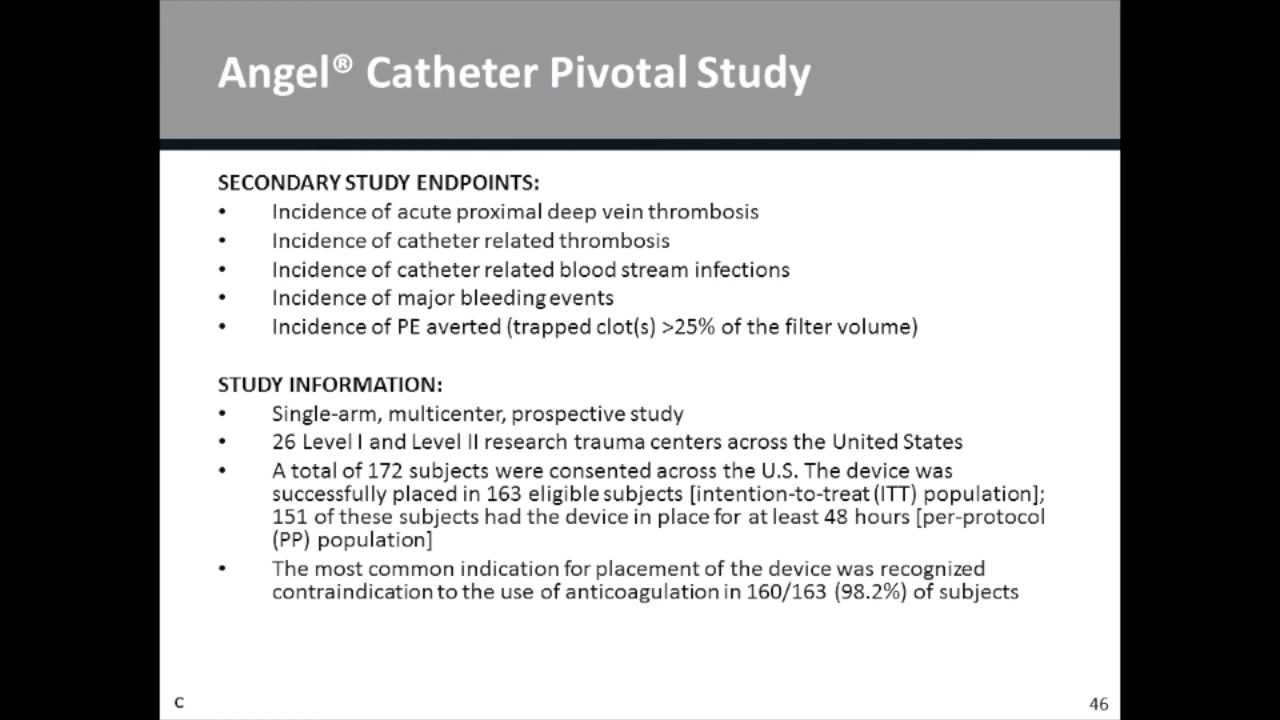 Angel® Catheter Pivotal Study
SECONDARY STUDY ENDPOINTS:
• Incidence of acute proximal deep vein thrombosis
• Incidence of catheter related thrombosis
• Incidence of catheter related blood stream infections
• Incidence of major bleeding events
• Incidence of PE averted (trapped clot(s) >25% of the filter volume)
STUDY INFORMATION:
• Single-arm, multicenter, prospective study
• 26 Level I and Level II research trauma centers across the United States
• A total of 172 subjects were consented across the U.S. The device was
successfully placed in 163 eligible subjects [intention-to-treat (ITT) population];
151 of these subjects had the device in place for at least 48 hours [per-protocol
(PP) population]
• The most common indication for placement of the device was recognized
contraindication to the use of anticoagulation in 160/163 (98.2%) of subjects
C
46